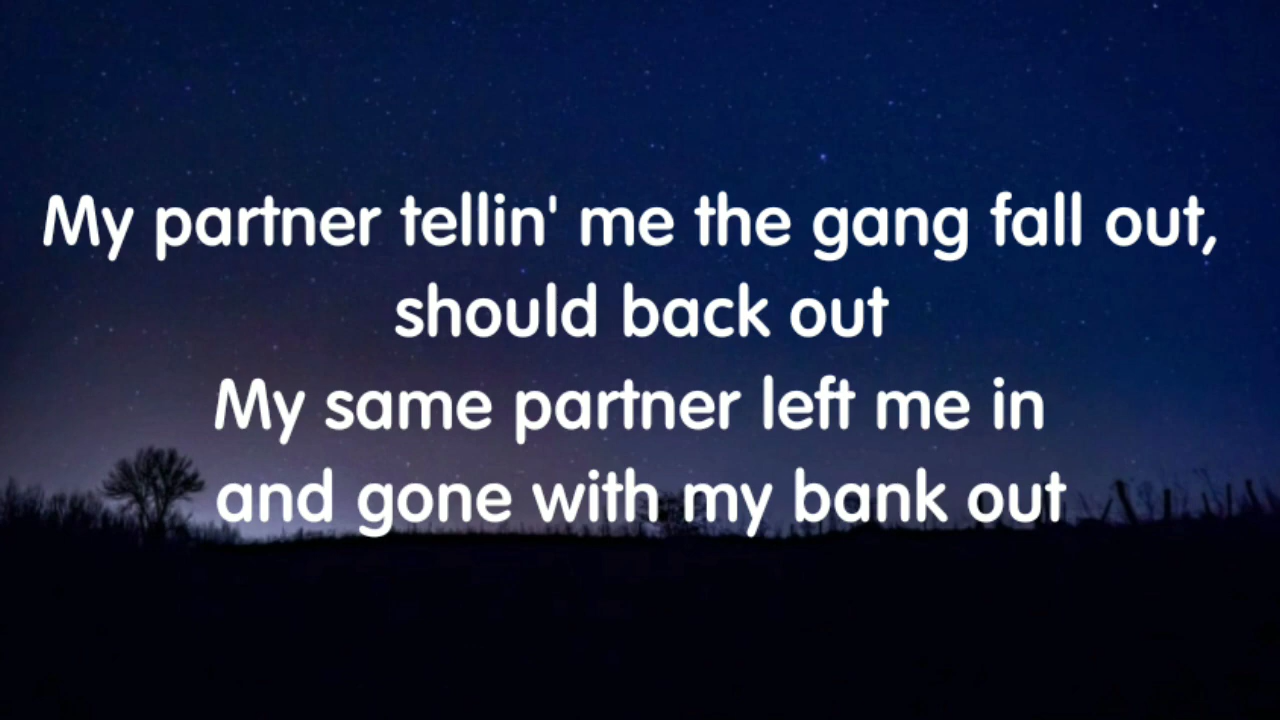 My partner tellin' me the gang fall out,
should back out
My same partner left me in
and gone with my bank out